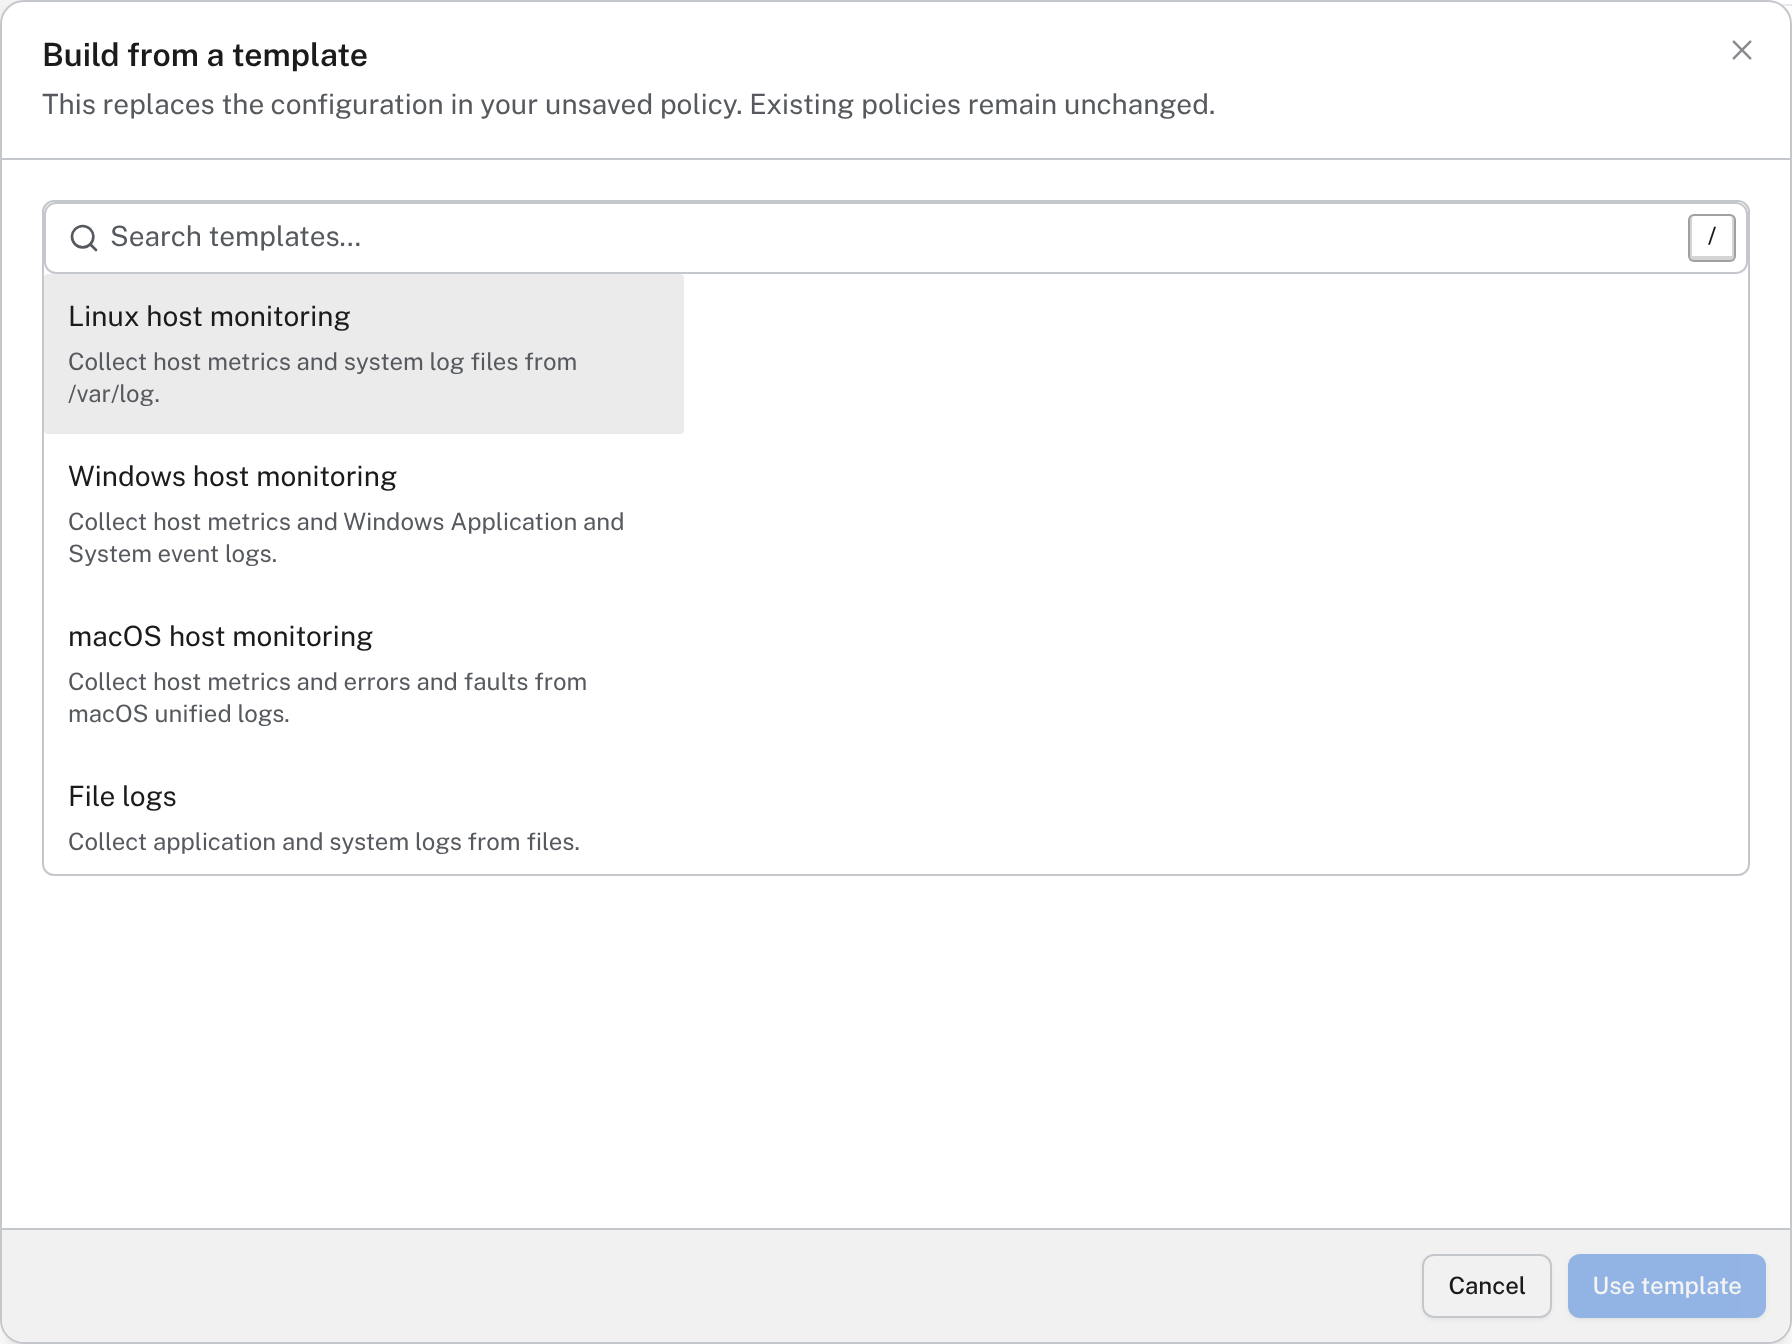 Build from a template
This replaces the configuration in your unsaved policy. Existing policies remain unchanged.
Search templates...
/
Linux host monitoring
Collect host metrics and system log files from
/var/log.
Windows host monitoring
Collect host metrics and Windows Application and
System event logs.
macOS host monitoring
Collect host metrics and errors and faults from
macOS unified logs.
File logs
Collect application and system logs from files.
Cancel
Use template